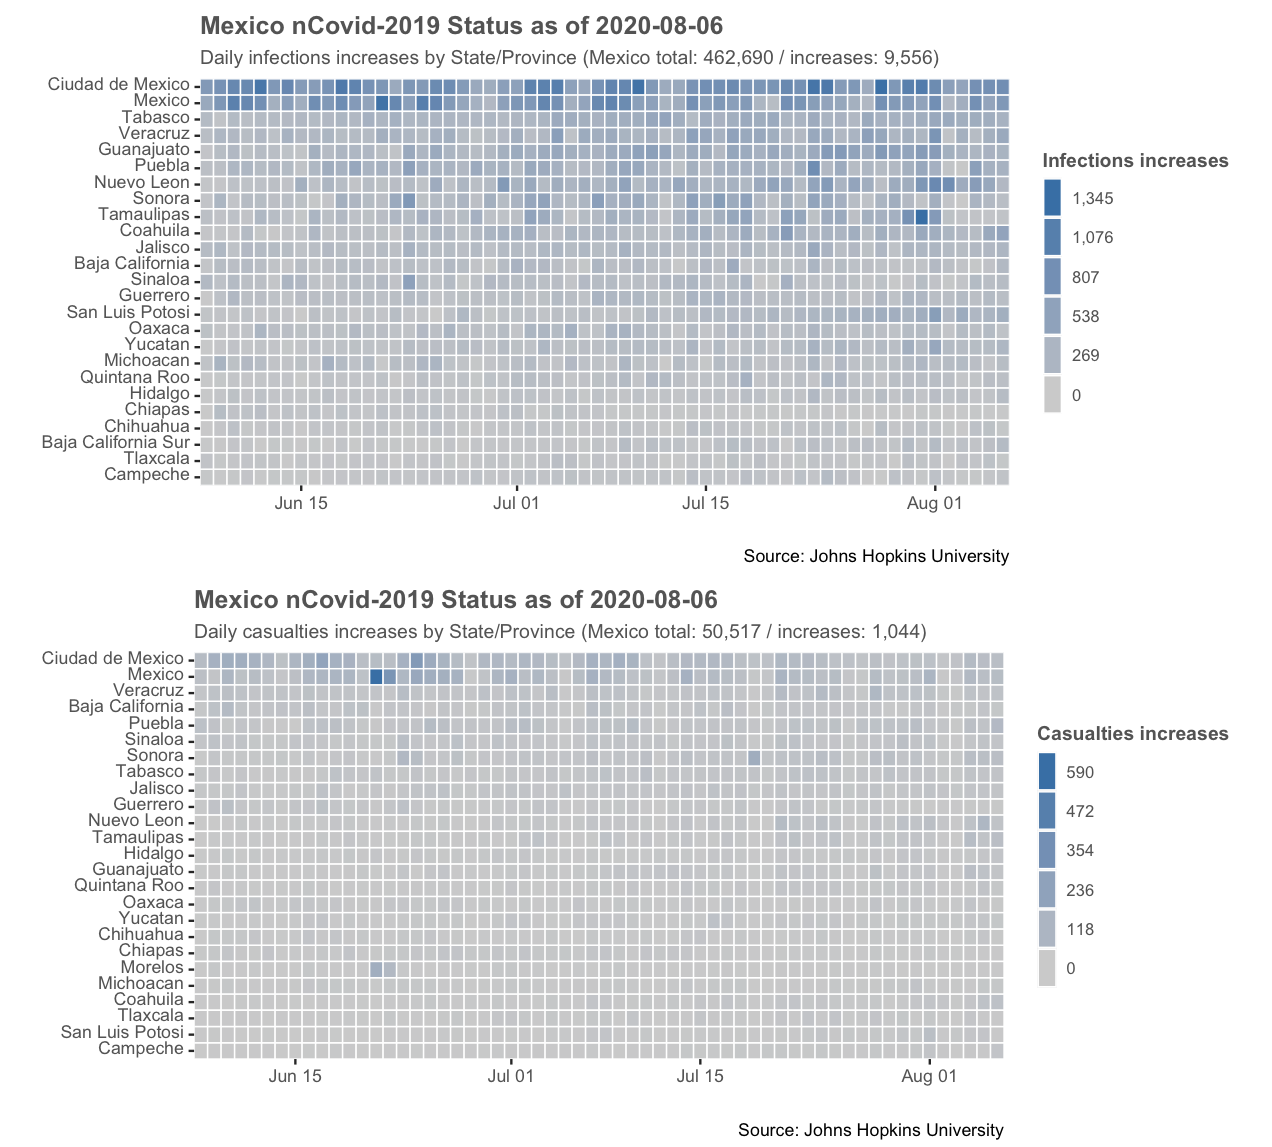 Mexico nCovid-2019 Status as of 2020-08-06
Daily infections increases by State/Province (Mexico total: 462,690 / increases: 9,556)
Ciudad de Mexico
Mexico
Tabasco
Veracruz
Guanajuato
Puebla
Nuevo Leon
Sonora
Tamaulipas
Coahuila
Jalisco
Baja California
Sinaloa
Guerrero
San Luis Potosi
Oaxaca
Yucatan
Michoacan
Quintana Roo
Hidalgo
Chiapas
Chihuahua
Baja California Sur
Tlaxcala
Campeche
Jun 15
Jul 01
Jul 15
Aug 01
Infections increases
1,345
1,076
807
538
269
0
Source: Johns Hopkins University
Mexico nCovid-2019 Status as of 2020-08-06
Daily casualties increases by State/Province (Mexico total: 50,517 / increases: 1,044)
Ciudad de Mexico
Mexico
Veracruz
Baja California
Puebla
Sinaloa
Sonora
Tabasco
Jalisco
Guerrero
Nuevo Leon
Tamaulipas
Hidalgo
Guanajuato
Quintana Roo
Oaxaca
Yucatan
Chihuahua
Chiapas
Morelos
Michoacan
Coahuila
Tlaxcala
San Luis Potosi
Campeche
Jun 15
Jul 01
Jul 15
Aug 01
Casualties increases
590
472
354
236
118
0
Source: Johns Hopkins University